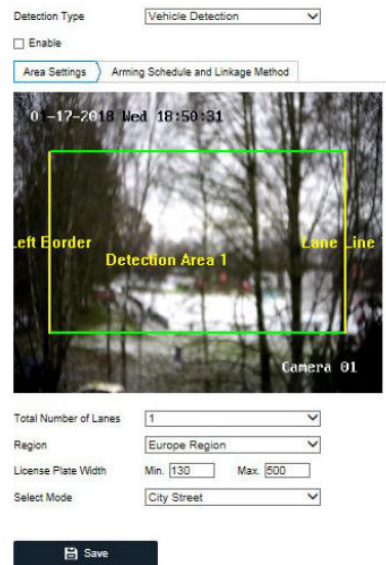 Detection Type Vehicle Detection
Enable
Area Settings Arming Schedule and Linkage Method
01-17-2018 Wed 18:50:31
Left Border Lane Line
Detection Area 1
Camera 01
Total Number of Lanes 1
Region Europe Region
License Plate Width Min. 130 Max. 500
Select Mode City Street
Save